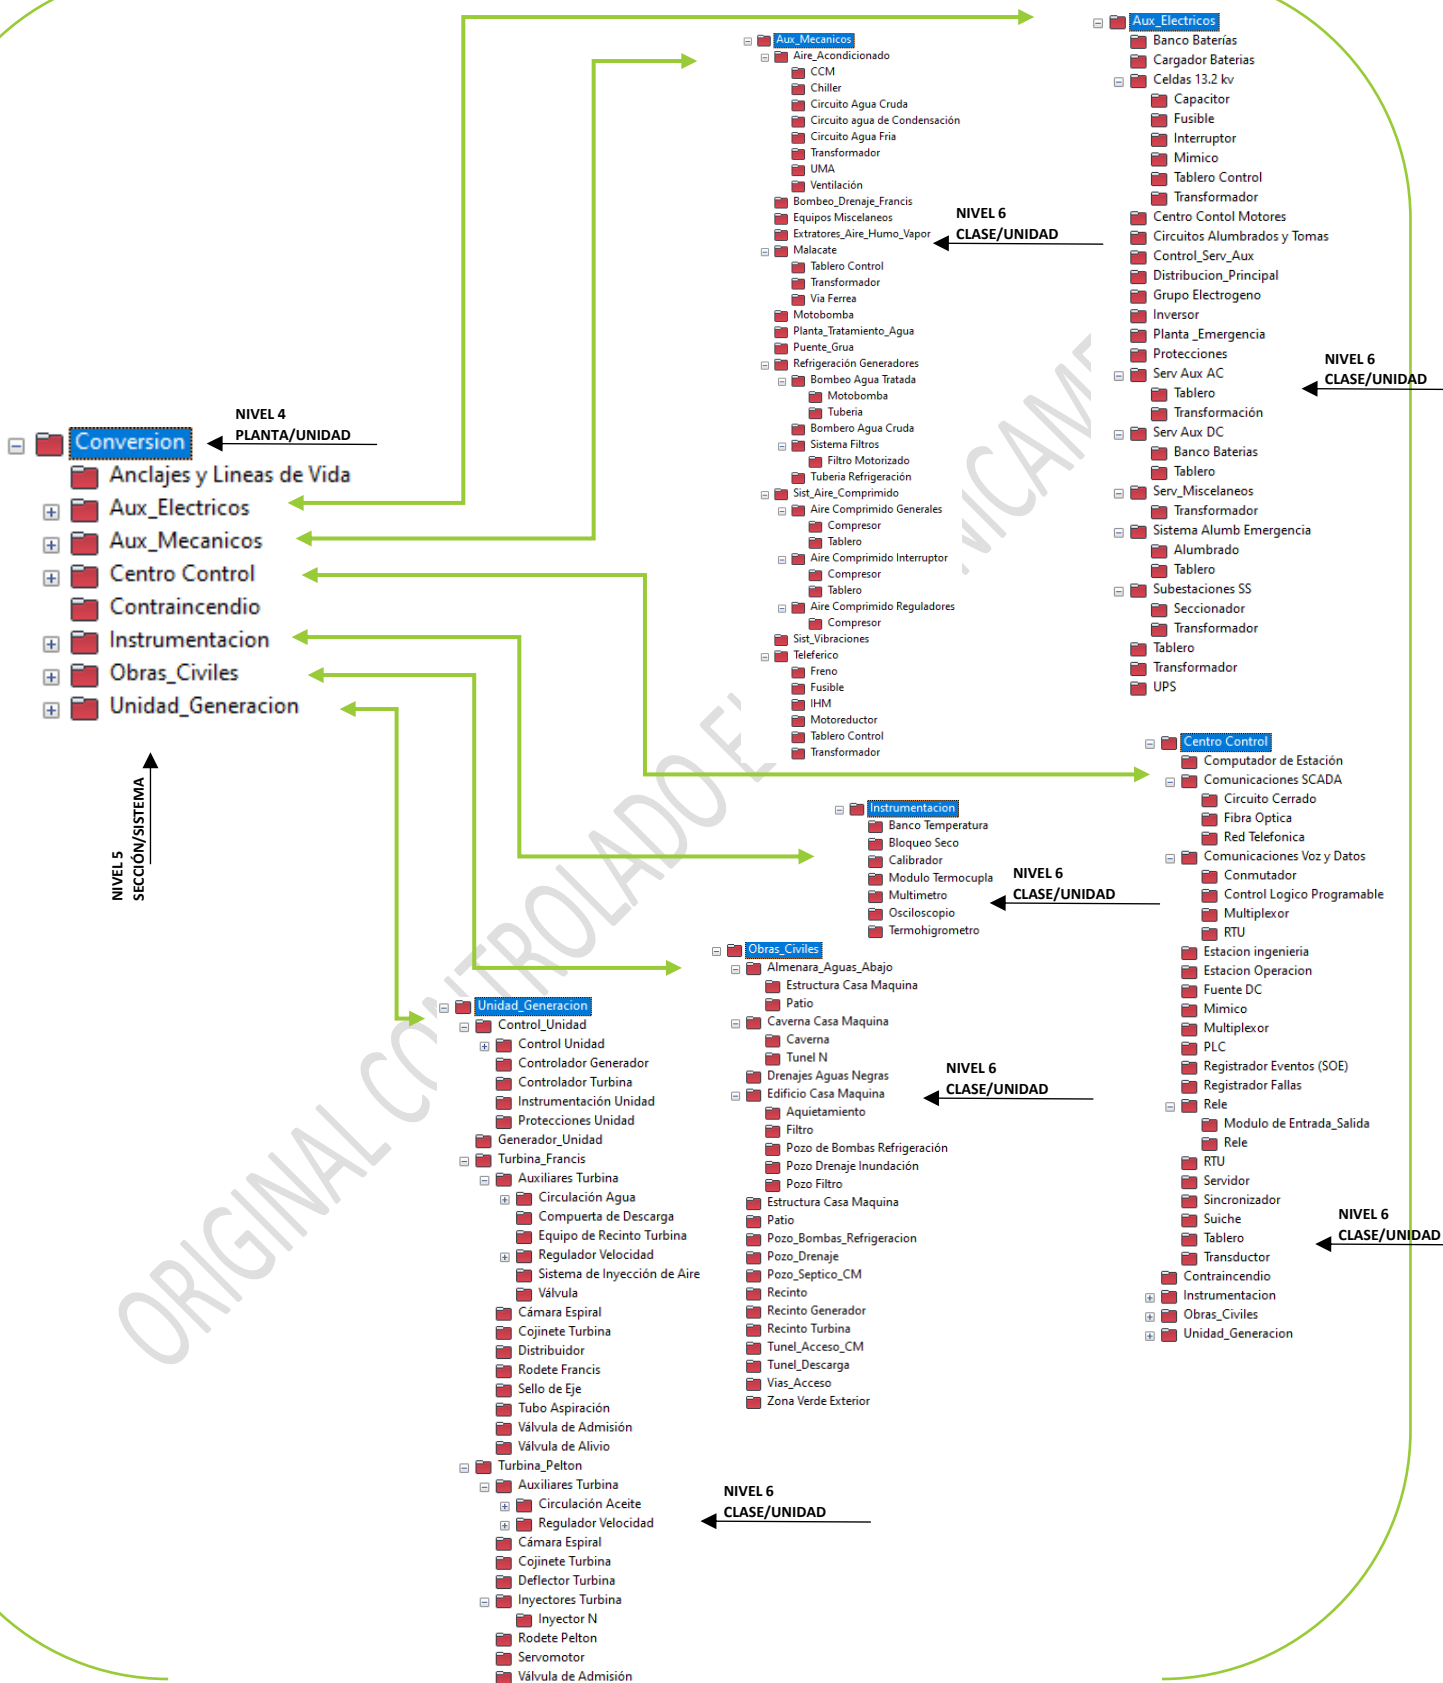 NIVEL 4
PLANTA/UNIDAD
Conversion
Anclajes y Lineas de Vida
Aux_Electricos
Aux_Mecanicos
Centro Control
Contraincendio
Instrumentacion
Obras_Civiles
Unidad_Generacion
NIVEL 5
SECCIÓN/SISTEMA
Aux_Mecanicos
Aire_Acondicionado
CCM
Chiller
Circuito Agua Cruda
Circuito agua de Condensación
Circuito Agua Fria
Transformador
UMA
Ventilación
Bombeo_Drenaje_Francis
Equipos Miscelaneos
Extratores_Aire_Humo_Vapor
Malacate
Tablero Control
Transformador
Via Ferrea
Motobomba
Planta_Tratamiento_Agua
Puente_Grua
Refrigeración Generadores
Bombeo Agua Tratada
Motobomba
Tuberia
Bombero Agua Cruda
Sistema Filtros
Filtro Motorizado
Tuberia Refrigeración
Sist_Aire_Comprimido
Aire Comprimido Generales
Compresor
Tablero
Aire Comprimido Interruptor
Compresor
Tablero
Aire Comprimido Reguladores
Compresor
Sist_Vibraciones
Teleferico
Freno
Fusible
IHM
Motoreductor
Tablero Control
Transformador
NIVEL 6
CLASE/UNIDAD
Aux_Electricos
Banco Baterías
Cargador Baterias
Celdas 13.2 kv
Capacitor
Fusible
Interruptor
Mimico
Tablero Control
Transformador
Centro Contol Motores
Circuitos Alumbrados y Tomas
Control_Serv_Aux
Distribucion_Principal
Grupo Electrogeno
Inversor
Planta _Emergencia
Protecciones
Serv Aux AC
Tablero
Transformación
Serv Aux DC
Banco Baterias
Tablero
Serv_Miscelaneos
Transformador
Sistema Alumb Emergencia
Alumbrado
Tablero
Subestaciones SS
Seccionador
Transformador
Tablero
Transformador
UPS
NIVEL 6
CLASE/UNIDAD
Centro Control
Computador de Estación
Comunicaciones SCADA
Circuito Cerrado
Fibra Optica
Red Telefonica
Comunicaciones Voz y Datos
Conmutador
Control Logico Programable
Multiplexor
RTU
Estacion ingenieria
Estacion Operacion
Fuente DC
Mimico
Multiplexor
PLC
Registrador Eventos (SOE)
Registrador Fallas
Rele
Modulo de Entrada_Salida
Rele
RTU
Servidor
Sincronizador
Suiche
Tablero
Transductor
Contraincendio
Instrumentacion
Obras_Civiles
Unidad_Generacion
NIVEL 6
CLASE/UNIDAD
Instrumentacion
Banco Temperatura
Bloqueo Seco
Calibrador
Modulo Termocupla
Multimetro
Osciloscopio
Termohigrometro
NIVEL 6
CLASE/UNIDAD
Obras_Civiles
Almenara_Aguas_Abajo
Estructura Casa Maquina
Patio
Caverna Casa Maquina
Caverna
Tunel N
Drenajes Aguas Negras
Edificio Casa Maquina
Aquietamiento
Filtro
Pozo de Bombas Refrigeración
Pozo Drenaje Inundación
Pozo Filtro
Estructura Casa Maquina
Patio
Pozo_Bombas_Refrigeracion
Pozo_Drenaje
Pozo_Septico_CM
Recinto
Recinto Generador
Recinto Turbina
Tunel_Acceso_CM
Tunel_Descarga
Vias_Acceso
Zona Verde Exterior
NIVEL 6
CLASE/UNIDAD
Unidad_Generacion
Control_Unidad
Control Unidad
Controlador Generador
Controlador Turbina
Instrumentación Unidad
Protecciones Unidad
Generador_Unidad
Turbina_Francis
Auxiliares Turbina
Circulación Agua
Compuerta de Descarga
Equipo de Recinto Turbina
Regulador Velocidad
Sistema de Inyección de Aire
Válvula
Cámara Espiral
Cojinete Turbina
Distribuidor
Rodete Francis
Sello de Eje
Tubo Aspiración
Válvula de Admisión
Válvula de Alivio
Turbina_Pelton
Auxiliares Turbina
Circulación Aceite
Regulador Velocidad
Cámara Espiral
Cojinete Turbina
Deflector Turbina
Inyectores Turbina
Inyector N
Rodete Pelton
Servomotor
Válvula de Admisión
NIVEL 6
CLASE/UNIDAD
ORIGINAL CONTROLADO